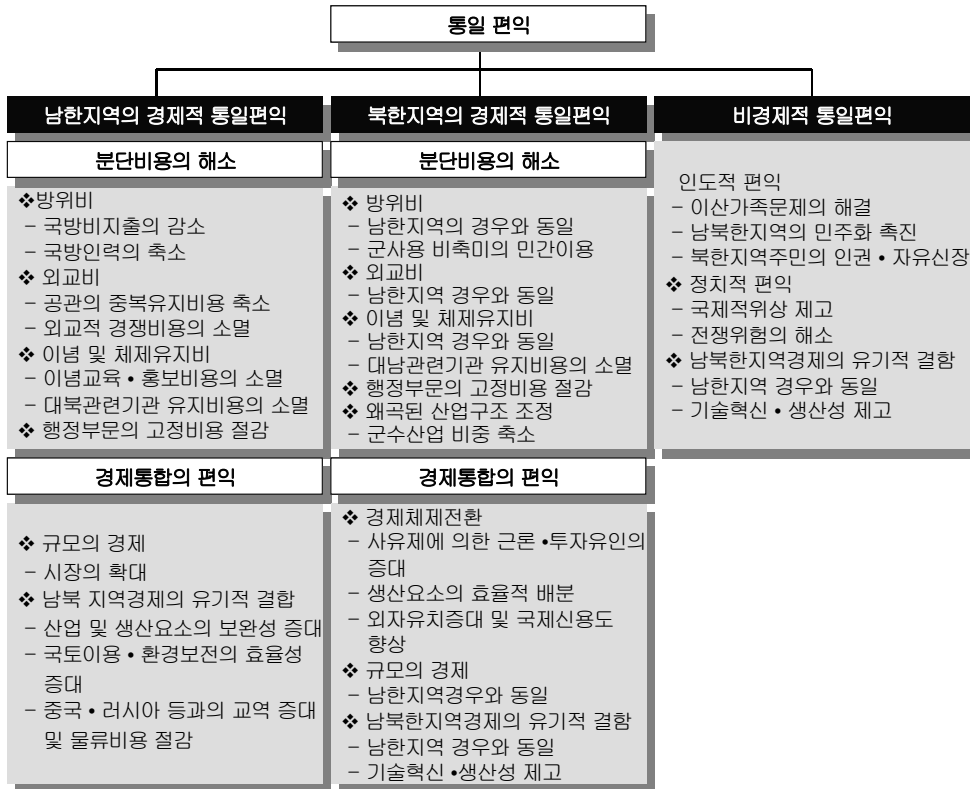 통일 편익
남한지역의 경제적 통일편익
분단비용의 해소
❖방위비
– 국방비지출의 감소
– 국방인력의 축소
❖ 외교비
– 공관의 중복유지비용 축소
– 외교적 경쟁비용의 소멸
❖ 이념 및 체제유지비
– 이념교육 • 홍보비용의 소멸
– 대북관련기관 유지비용의 소멸
❖ 행정부문의 고정비용 절감
경제통합의 편익
❖ 규모의 경제
– 시장의 확대
❖ 남북 지역경제의 유기적 결합
– 산업 및 생산요소의 보완성 증대
– 국토이용 • 환경보전의 효율성
증대
– 중국 • 러시아 등과의 교역 증대
및 물류비용 절감
북한지역의 경제적 통일편익
분단비용의 해소
❖ 방위비
– 남한지역의 경우와 동일
– 군사용 비축미의 민간이용
❖ 외교비
– 남한지역 경우와 동일
❖ 이념 및 체제유지비
– 남한지역 경우와 동일
– 대남관련기관 유지비용의 소멸
❖ 행정부문의 고정비용 절감
❖ 왜곡된 산업구조 조정
– 군수산업 비중 축소
경제통합의 편익
❖ 경제체제전환
– 사유제에 의한 근론 •투자유인의
증대
– 생산요소의 효율적 배분
– 외자유치증대 및 국제신용도
향상
❖ 규모의 경제
– 남한지역경우와 동일
❖ 남북한지역경제의 유기적 결함
– 남한지역 경우와 동일
– 기술혁신 •생산성 제고
비경제적 통일편익
인도적 편익
– 이산가족문제의 해결
– 남북한지역의 민주화 촉진
– 북한지역주민의 인권 • 자유신장
❖ 정치적 편익
– 국제적위상 제고
– 전쟁위험의 해소
❖ 남북한지역경제의 유기적 결함
– 남한지역 경우와 동일
– 기술혁신 • 생산성 제고